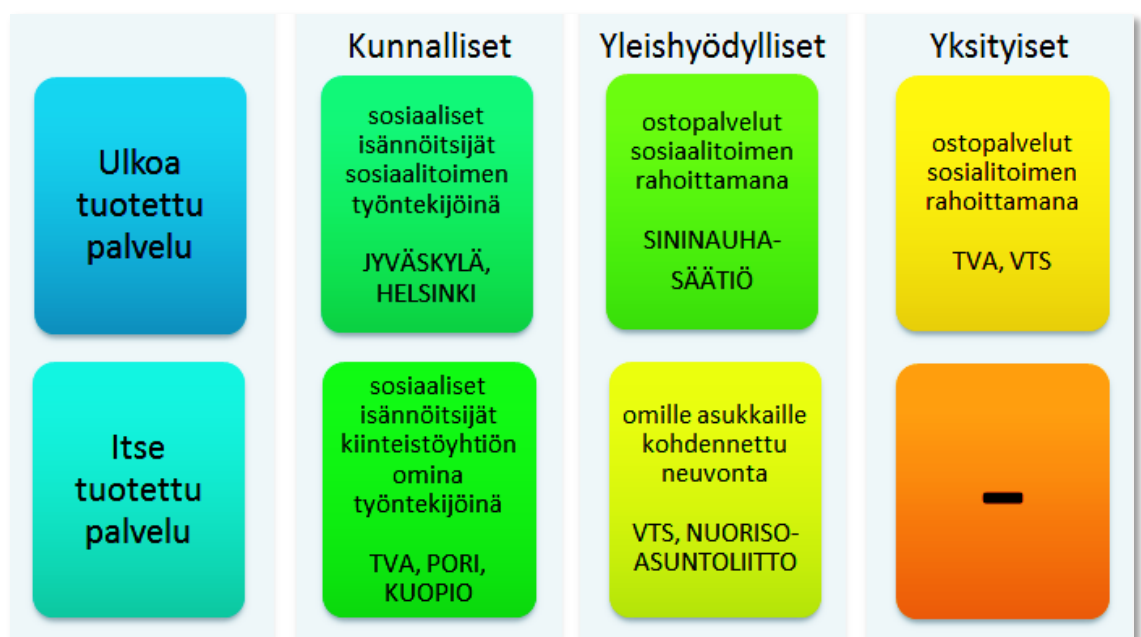 Kunnalliset
Yleishyödylliset
Yksityiset
Ulkoa
tuotettu
palvelu
sosiaaliset
isännöitsijät
sosiaalitoimen
työntekijöinä
JYVÄSKYLÄ,
HELSINKI
ostopalvelut
sosiaalitoimen
rahoittamana
SININAUHA-
SÄÄTIÖ
ostopalvelut
sosialitoimen
rahoittamana
TVA, VTS
Itse
tuotettu
palvelu
sosiaaliset
isännöitsijät
kiinteistöyhtiön
omina
työntekijöinä
TVA, PORI,
KUOPIO
omille asukkaille
kohdennettu
neuvonta
VTS, NUORISO-
ASUNTOLIITTO
-